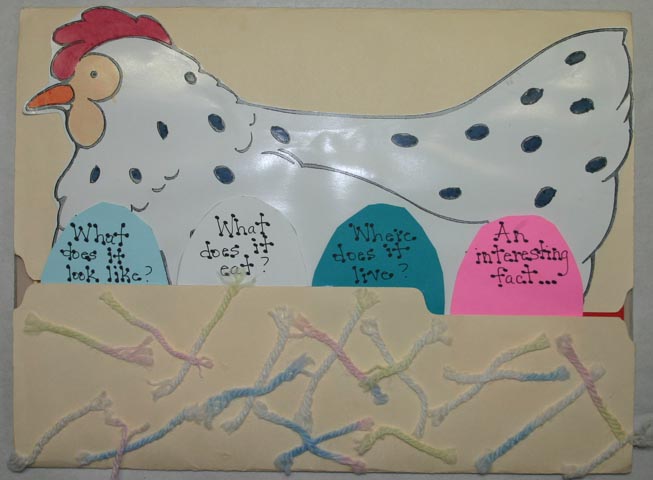 What
does it
look like?
What
does it
eat?
Where
does it
live?
An
interesting
fact...